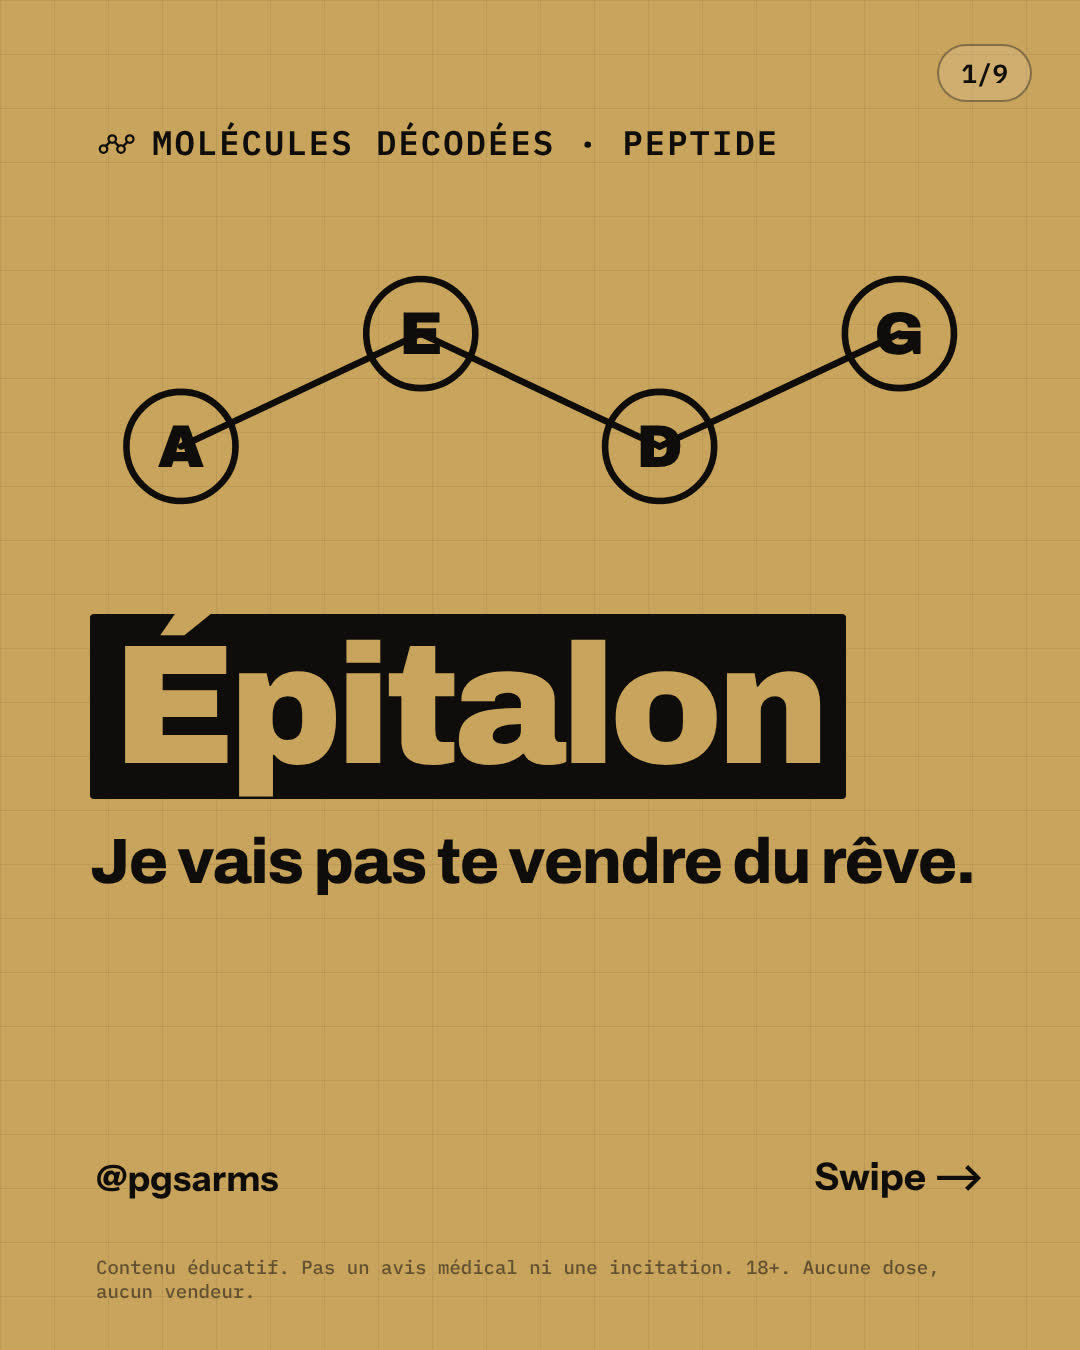 1/9
MOLÉCULES DÉCODÉES · PEPTIDE
A E D G
Épitalon
Je vais pas te vendre du rêve.
@pgsarms
Swipe →
Contenu éducatif. Pas un avis médical ni une incitation. 18+. Aucune dose,
aucun vendeur.